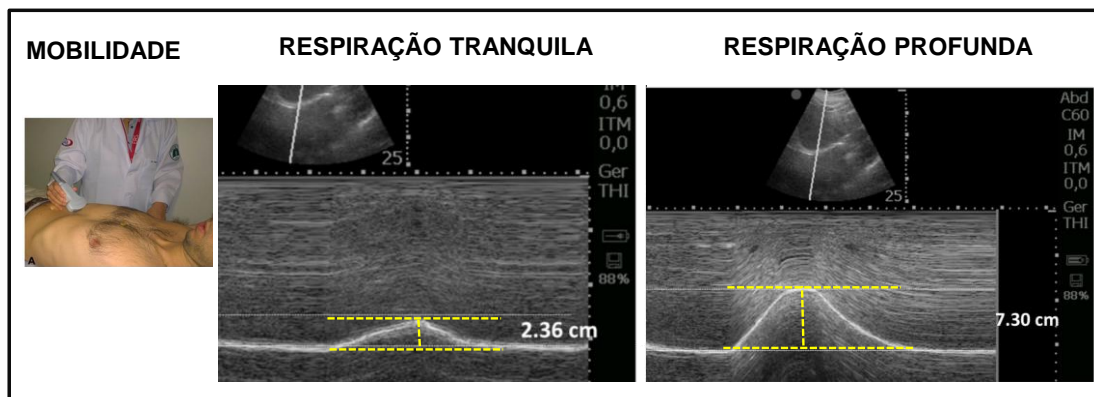 MOBILIDADE
RESPIRAÇÃO TRANQUILA
RESPIRAÇÃO PROFUNDA
A
IM
0,6
ITM
0,0
25
Ger
THI
88%
2.36 cm
Abd
C60
IM
0,6
ITM
0,0
25
Ger
THI
88%
7.30 cm